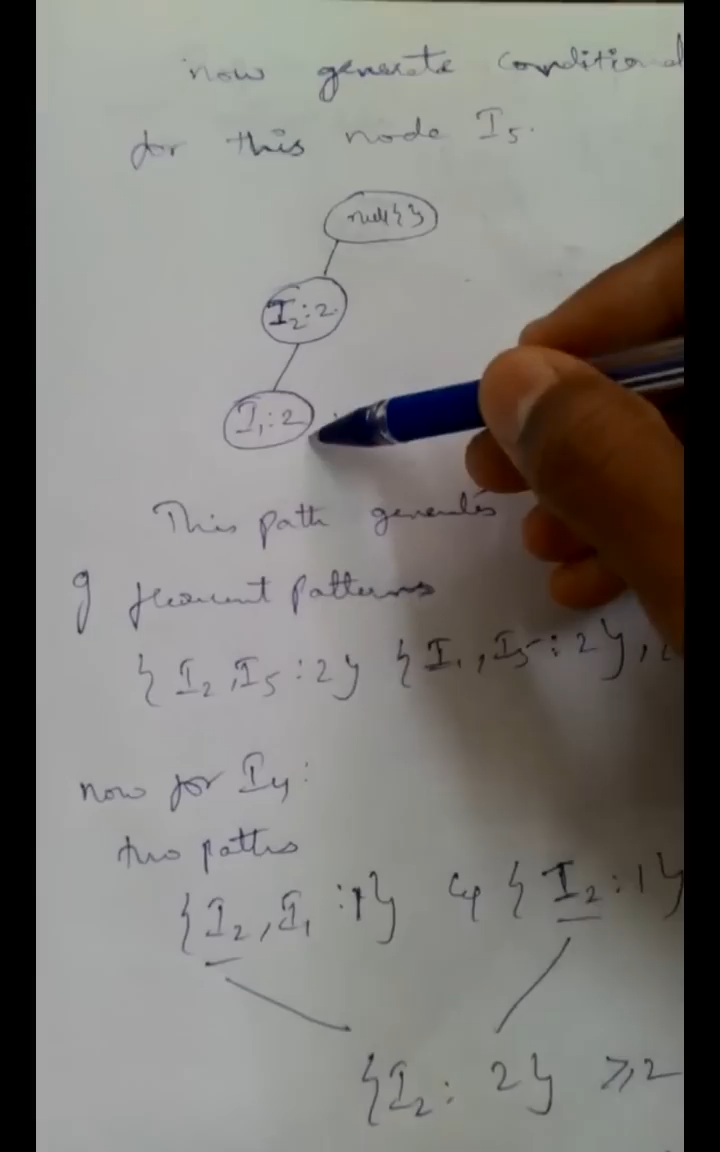 now generate conditional
for this node I₅.
null{}
I₂:2
I₁:2
This path generates
g frequent patterns
{I₂,I₅:2} {I₁,I₅:2},
now for I₄:
two paths
{I₂,I₁:1} & {I₂:1}
{I₂: 2} ≥2